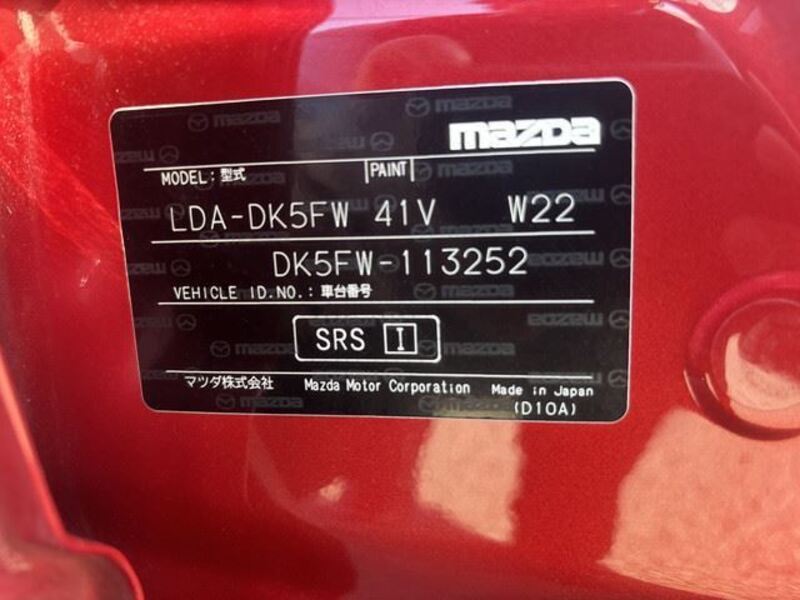 mazda
MODEL : 型式 PAINT
LDA-DK5FW 41V W22
DK5FW-113252
VEHICLE ID.NO. : 車台番号
SRS I
マツダ株式会社 Mazda Motor Corporation Made in Japan
(D10A)